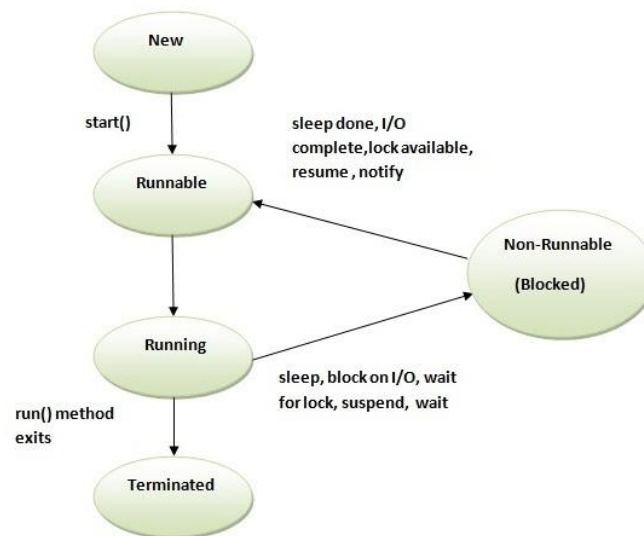 New
start()
sleep done, I/O
complete,lock available,
resume , notify
Runnable
Non-Runnable
(Blocked)
Running
sleep, block on I/O, wait
for lock, suspend, wait
run() method
exits
Terminated